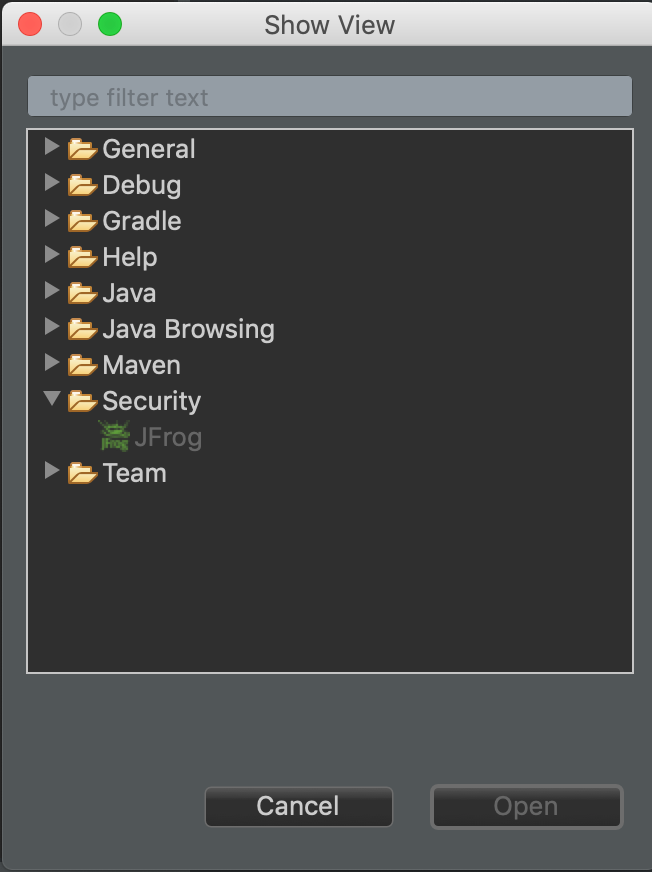 Show View
type filter text
General
Debug
Gradle
Help
Java
Java Browsing
Maven
Security
JFrog JFrog
Team
Cancel Open